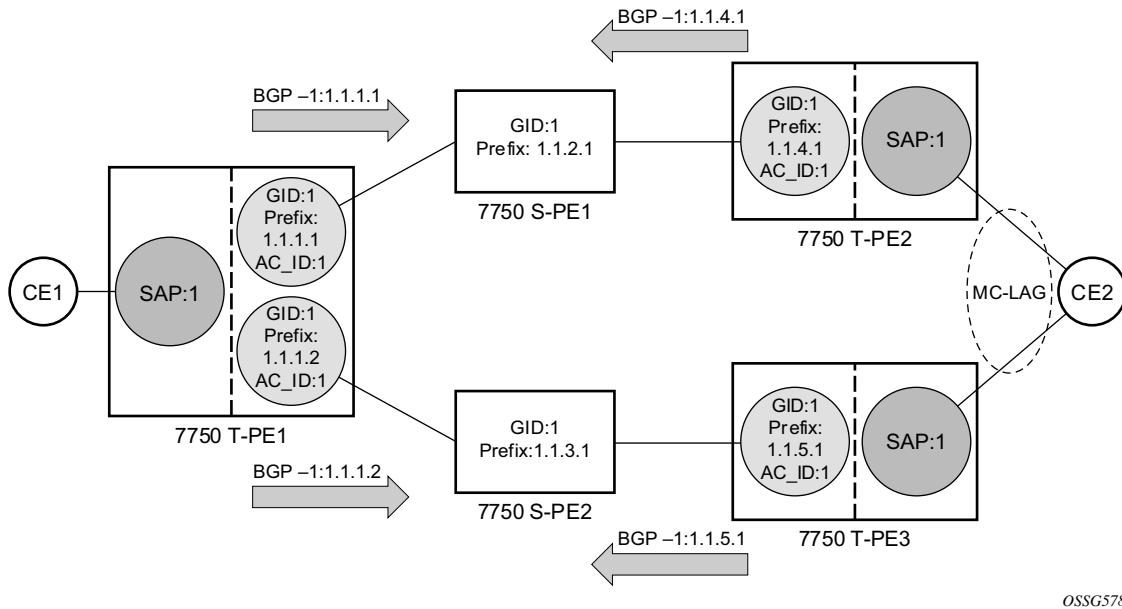 BGP –1:1.1.4.1
BGP –1:1.1.1.1
GID:1
Prefix: 1.1.2.1
7750 S-PE1
GID:1
Prefix:
1.1.4.1
AC_ID:1
SAP:1
7750 T-PE2
CE1
SAP:1
GID:1
Prefix:
1.1.1.1
AC_ID:1
GID:1
Prefix:
1.1.1.2
AC_ID:1
7750 T-PE1
MC-LAG
CE2
BGP –1:1.1.1.2
GID:1
Prefix:1.1.3.1
7750 S-PE2
GID:1
Prefix:
1.1.5.1
AC_ID:1
SAP:1
7750 T-PE3
BGP –1:1.1.5.1
OSSG578